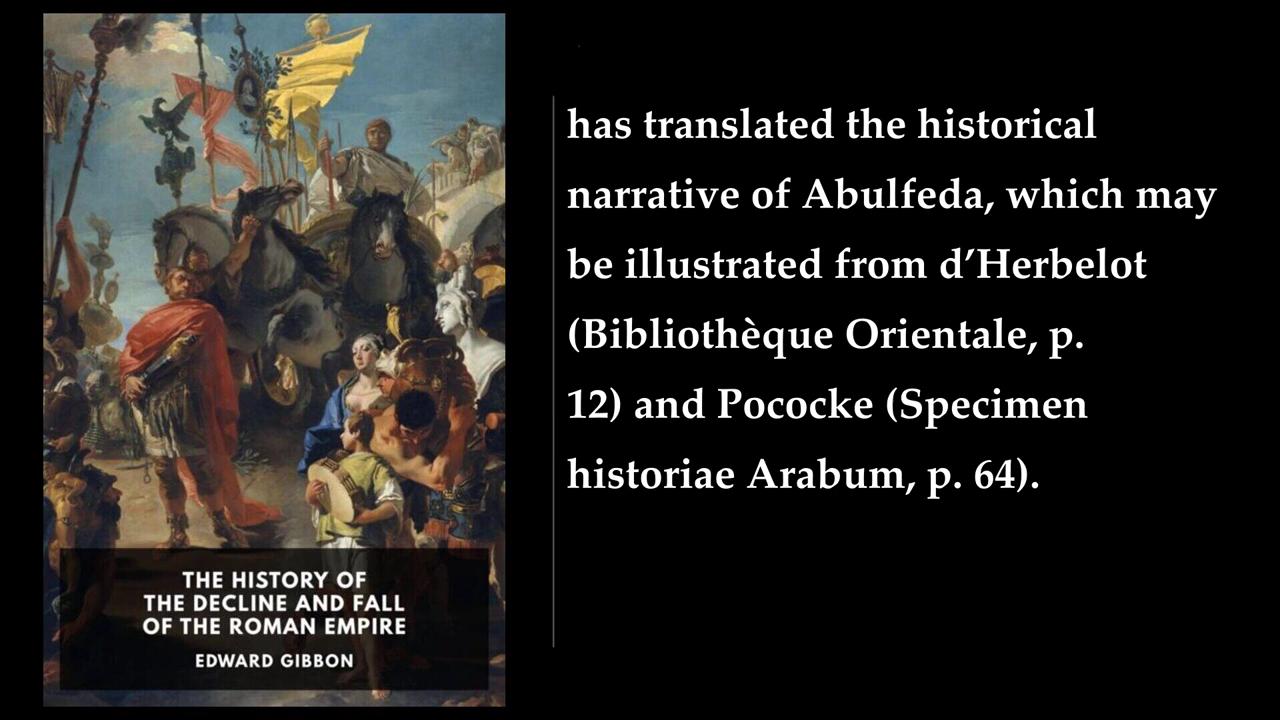 THE HISTORY OF
THE DECLINE AND FALL
OF THE ROMAN EMPIRE
EDWARD GIBBON
has translated the historical
narrative of Abulfeda, which may
be illustrated from d’Herbelot
(Bibliothèque Orientale, p.
12) and Pococke (Specimen
historiae Arabum, p. 64).